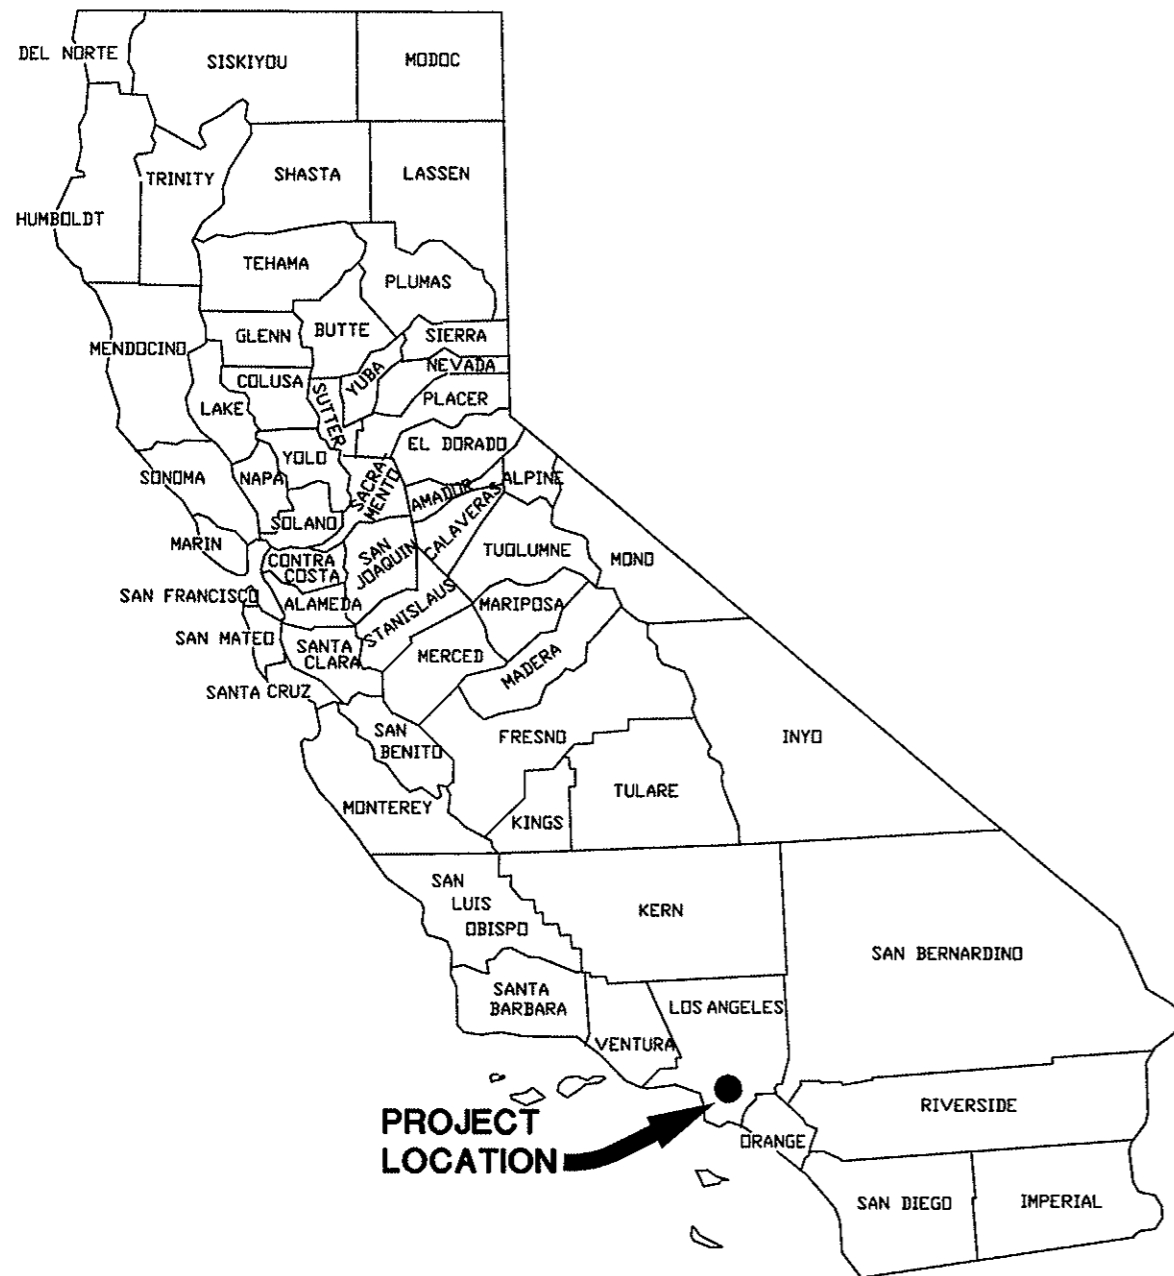 DEL NORTE
SISKIYOU
MODOC
TRINITY
SHASTA
LASSEN
HUMBOLDT
TEHAMA
PLUMAS
MENDOCINO
GLENN
BUTTE
SIERRA
NEVADA
YUBA
COLUSA
SUTTER
PLACER
LAKE
EL DORADO
YOLO
SONOMA
NAPA
SACRA-
MENTO
AMADOR
ALPINE
SOLANO
CALAVERAS
MARIN
SAN
JOAQUIN
TUOLUMNE
MONO
CONTRA
COSTA
SAN FRANCISCO
ALAMEDA
STANISLAUS
MARIPOSA
SAN MATEO
SANTA
CLARA
MERCED
MADERA
SANTA CRUZ
SAN
BENITO
FRESNO
INYO
MONTEREY
KINGS
TULARE
SAN
LUIS
OBISPO
KERN
SAN BERNARDINO
SANTA
BARBARA
LOS ANGELES
VENTURA
RIVERSIDE
PROJECT
LOCATION
ORANGE
SAN DIEGO
IMPERIAL